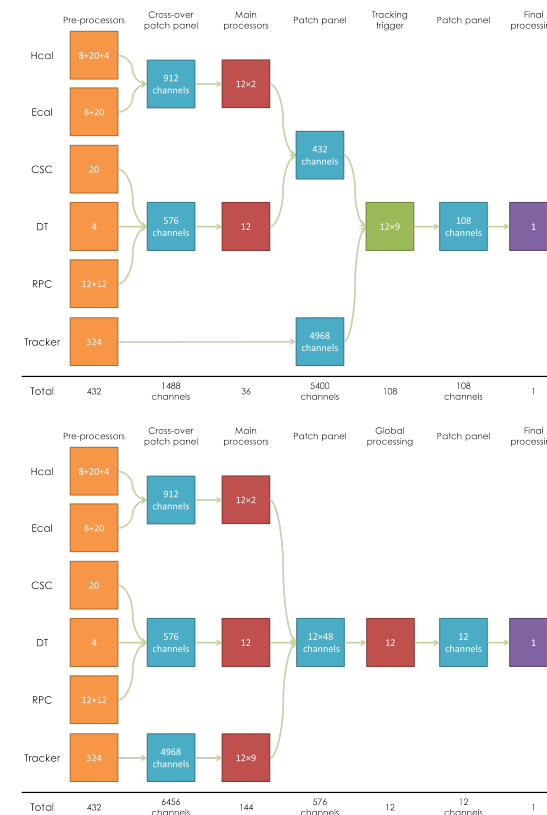 Pre-processors
Cross-over
patch panel
Main
processors
Patch panel
Tracking
trigger
Patch panel
Final
Hcal
8+20+4
912
channels
12×2
Ecal
8+20
432
channels
CSC
20
DT
4
576
channels
12
12×9
108
channels
1
RPC
12+12
Tracker
324
4968
channels
Total
432
1488
channels
36
5400
channels
108
108
channels
1
Pre-processors
Cross-over
patch panel
Main
processors
Patch panel
Global
processing
Patch panel
Final
Hcal
8+20+4
912
channels
12×2
Ecal
8+20
CSC
20
DT
4
576
channels
12
12×48
channels
12
12
channels
1
RPC
12+12
Tracker
324
4968
channels
12×9
Total
432
6456
channels
144
576
channels
12
12
channels
1